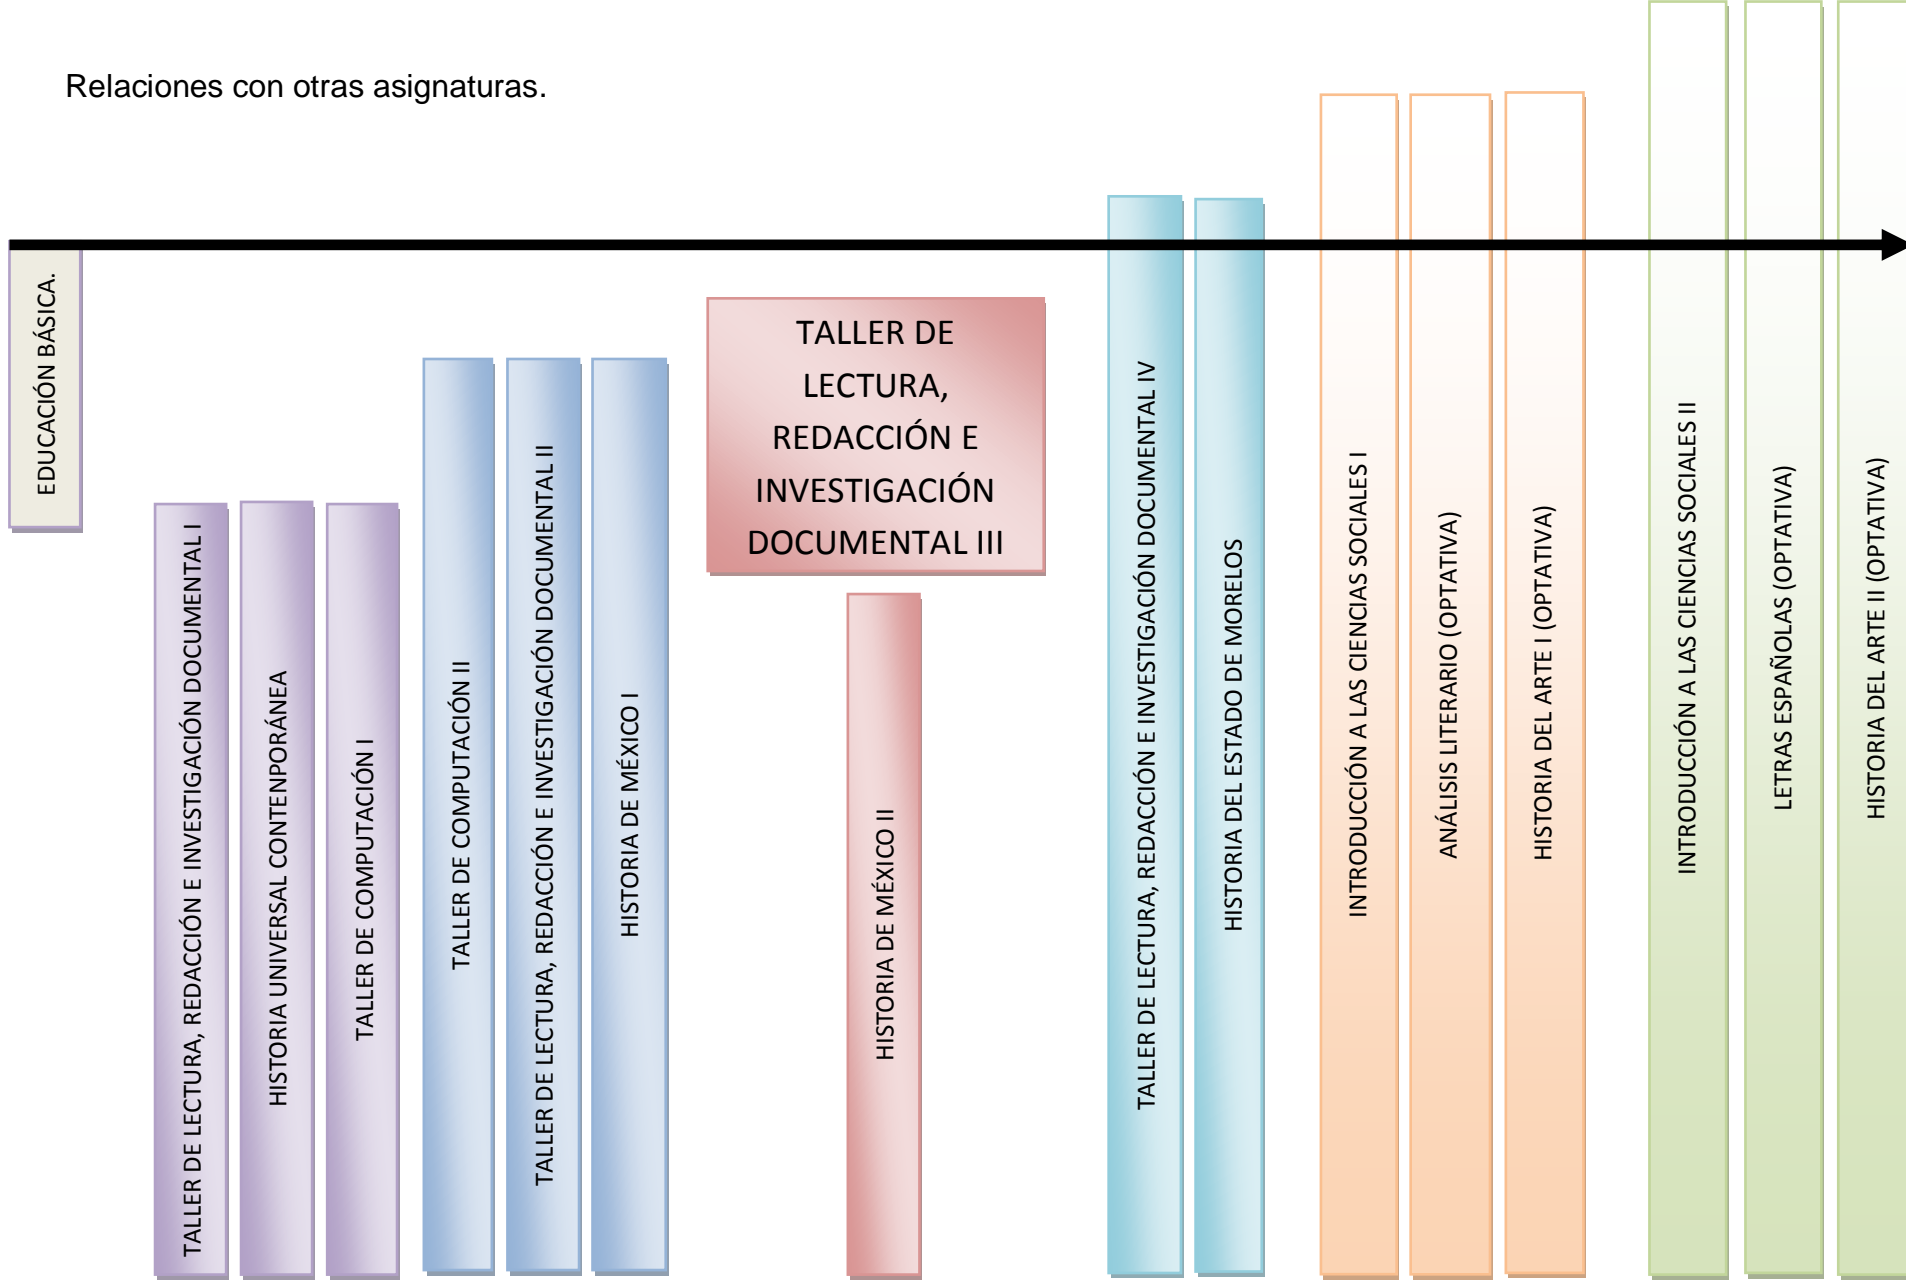 Relaciones con otras asignaturas.
EDUCACIÓN BÁSICA.
TALLER DE LECTURA, REDACCIÓN E INVESTIGACIÓN DOCUMENTAL I
HISTORIA UNIVERSAL CONTENPORÁNEA
TALLER DE COMPUTACIÓN I
TALLER DE COMPUTACIÓN II
TALLER DE LECTURA, REDACCIÓN E INVESTIGACIÓN DOCUMENTAL II
HISTORIA DE MÉXICO I
TALLER DE
LECTURA,
REDACCIÓN E
INVESTIGACIÓN
DOCUMENTAL III
HISTORIA DE MÉXICO II
TALLER DE LECTURA, REDACCIÓN E INVESTIGACIÓN DOCUMENTAL IV
HISTORIA DEL ESTADO DE MORELOS
INTRODUCCIÓN A LAS CIENCIAS SOCIALES I
ANÁLISIS LITERARIO (OPTATIVA)
HISTORIA DEL ARTE I (OPTATIVA)
INTRODUCCIÓN A LAS CIENCIAS SOCIALES II
LETRAS ESPAÑOLAS (OPTATIVA)
HISTORIA DEL ARTE II (OPTATIVA)